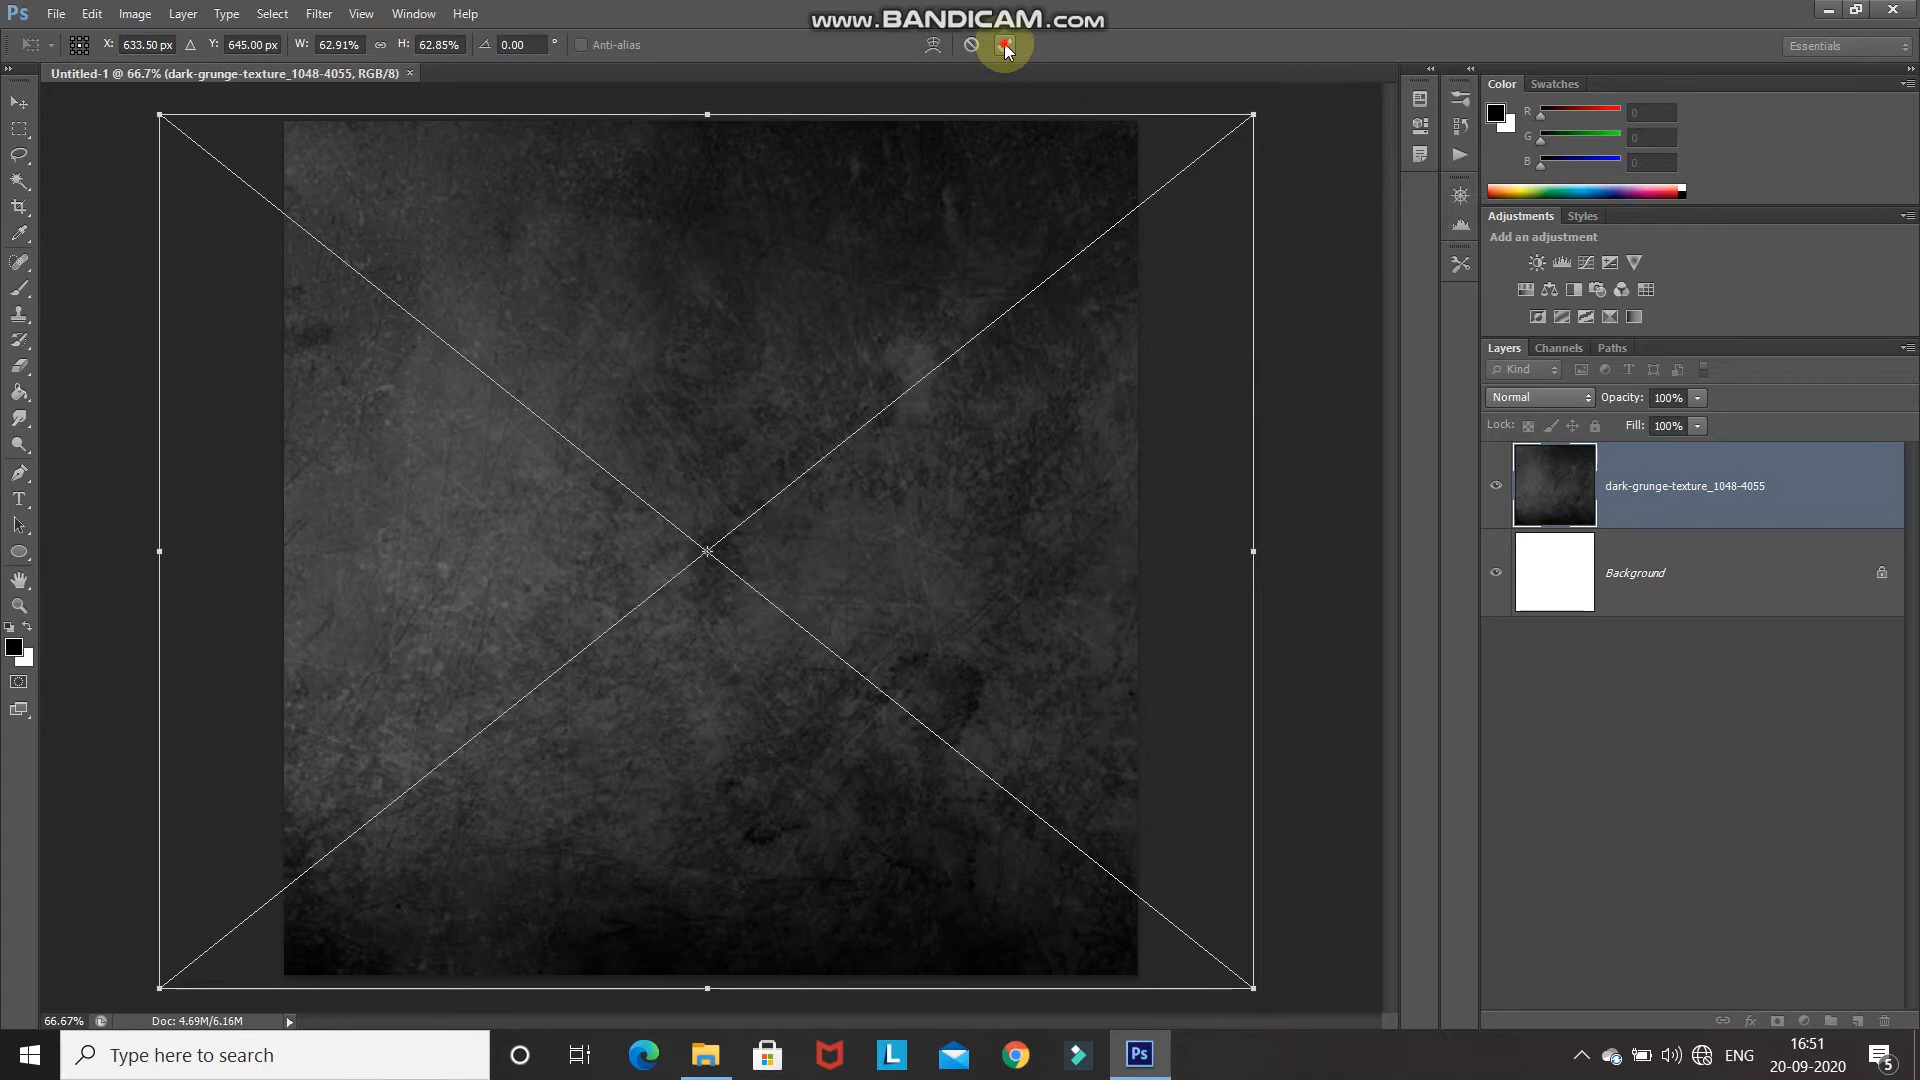 www.BANDICAM.com
Ps File Edit Image Layer Type Select Filter View Window Help
X: 633.50 px Y: 645.00 px W: 62.91% H: 62.85% 0.00 ° Anti-alias Essentials
Untitled-1 @ 66.7% (dark-grunge-texture_1048-4055, RGB/8) ×
Color Swatches
R 0
G 0
B 0
Adjustments Styles
Add an adjustment
Layers Channels Paths
Kind
Normal Opacity: 100%
Lock: Fill: 100%
dark-grunge-texture_1048-4055
Background
66.67% Doc: 4.69M/6.16M
Type here to search
ENG
16:51
20-09-2020
5